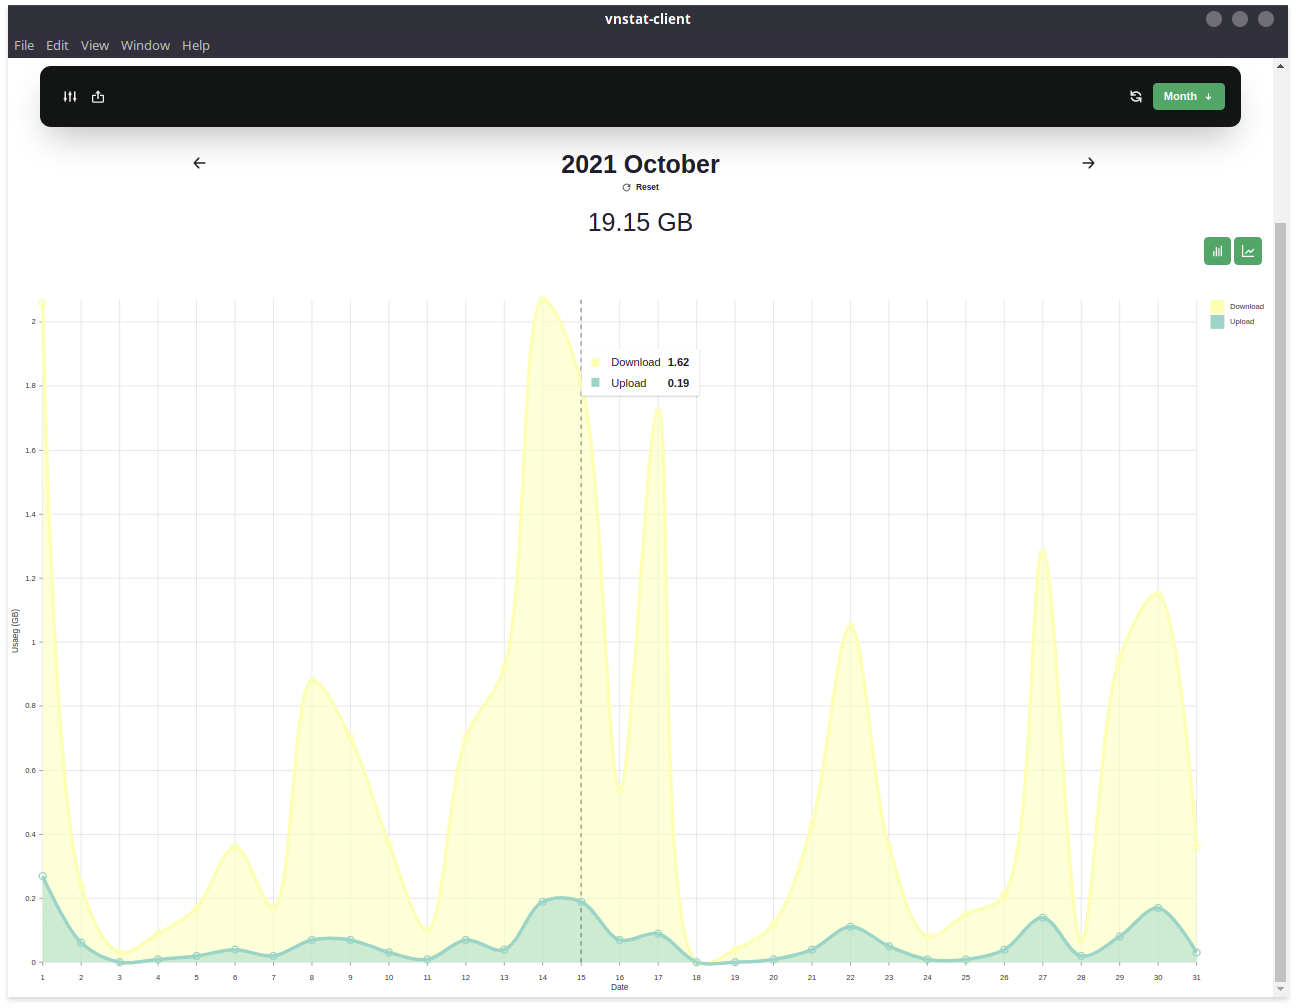 vnstat-client
File Edit View Window Help
Month ↓
2021 October
Reset
19.15 GB
Download
Upload
Download 1.62
Upload 0.19
2
1.8
1.6
1.4
1.2
1
0.8
0.6
0.4
0.2
0
Usaeg (GB)
1 2 3 4 5 6 7 8 9 10 11 12 13 14 15 16 17 18 19 20 21 22 23 24 25 26 27 28 29 30 31
Date